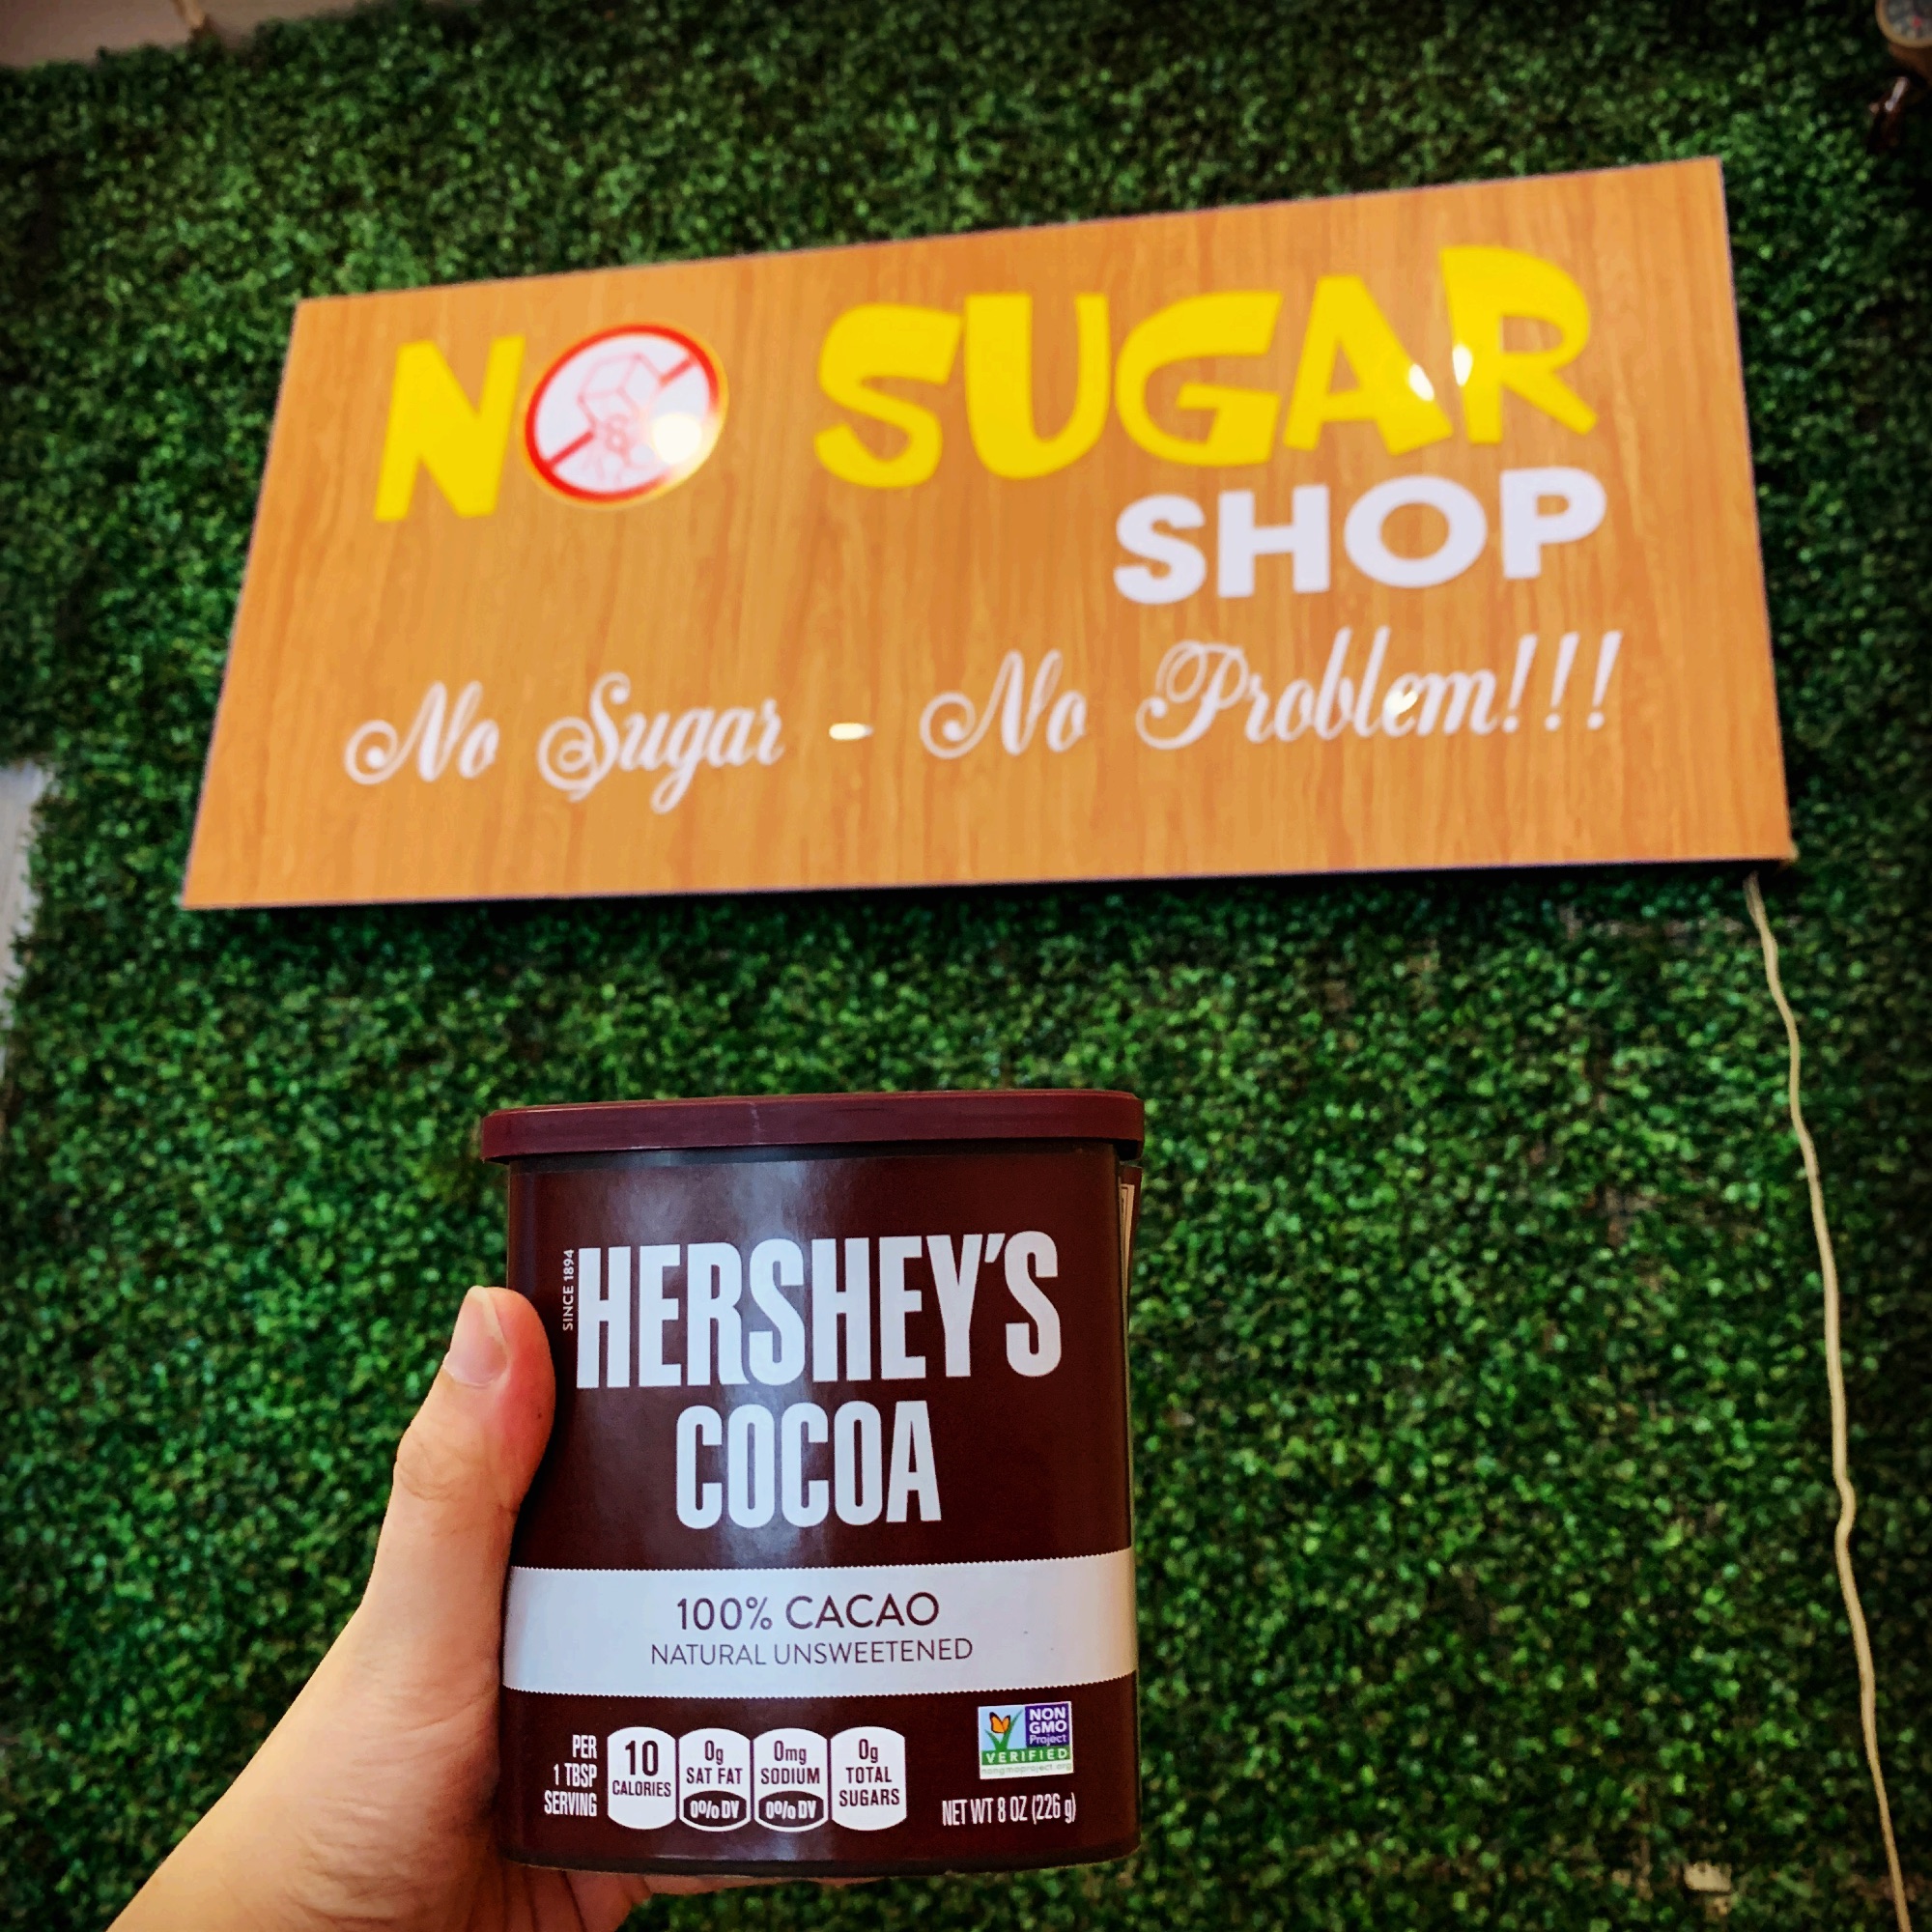 NO SUGAR
SHOP
No Sugar - No Problem!!!
SINCE 1894
HERSHEY'S
COCOA
100% CACAO
NATURAL UNSWEETENED
PER
1 TBSP
SERVING
10
CALORIES
0g
SAT FAT
0% DV
0mg
SODIUM
0% DV
0g
TOTAL
SUGARS
NON
GMO
Project
VERIFIED
nongmoproject.org
NET WT 8 OZ (226 g)